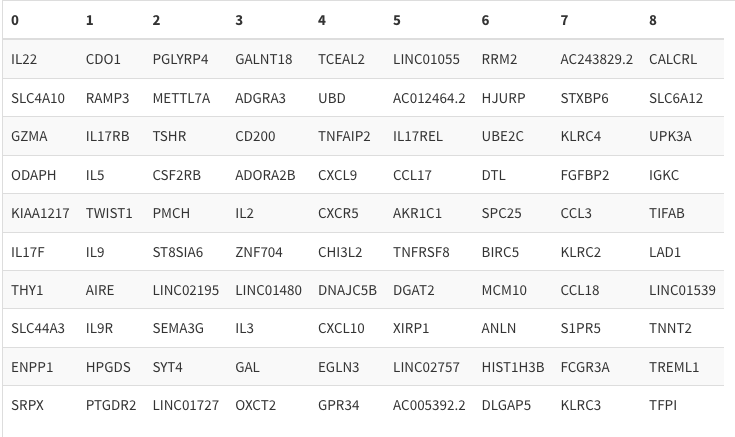 0 1 2 3 4 5 6 7 8
IL22 CDO1 PGLYRP4 GALNT18 TCEAL2 LINC01055 RRM2 AC243829.2 CALCRL
SLC4A10 RAMP3 METTL7A ADGRA3 UBD AC012464.2 HJURP STXBP6 SLC6A12
GZMA IL17RB TSHR CD200 TNFAIP2 IL17REL UBE2C KLRC4 UPK3A
ODAPH IL5 CSF2RB ADORA2B CXCL9 CCL17 DTL FGFBP2 IGKC
KIAA1217 TWIST1 PMCH IL2 CXCR5 AKR1C1 SPC25 CCL3 TIFAB
IL17F IL9 ST8SIA6 ZNF704 CHI3L2 TNFRSF8 BIRC5 KLRC2 LAD1
THY1 AIRE LINC02195 LINC01480 DNAJC5B DGAT2 MCM10 CCL18 LINC01539
SLC44A3 IL9R SEMA3G IL3 CXCL10 XIRP1 ANLN S1PR5 TNNT2
ENPP1 HPGDS SYT4 GAL EGLN3 LINC02757 HIST1H3B FCGR3A TREML1
SRPX PTGDR2 LINC01727 OXCT2 GPR34 AC005392.2 DLGAP5 KLRC3 TFPI